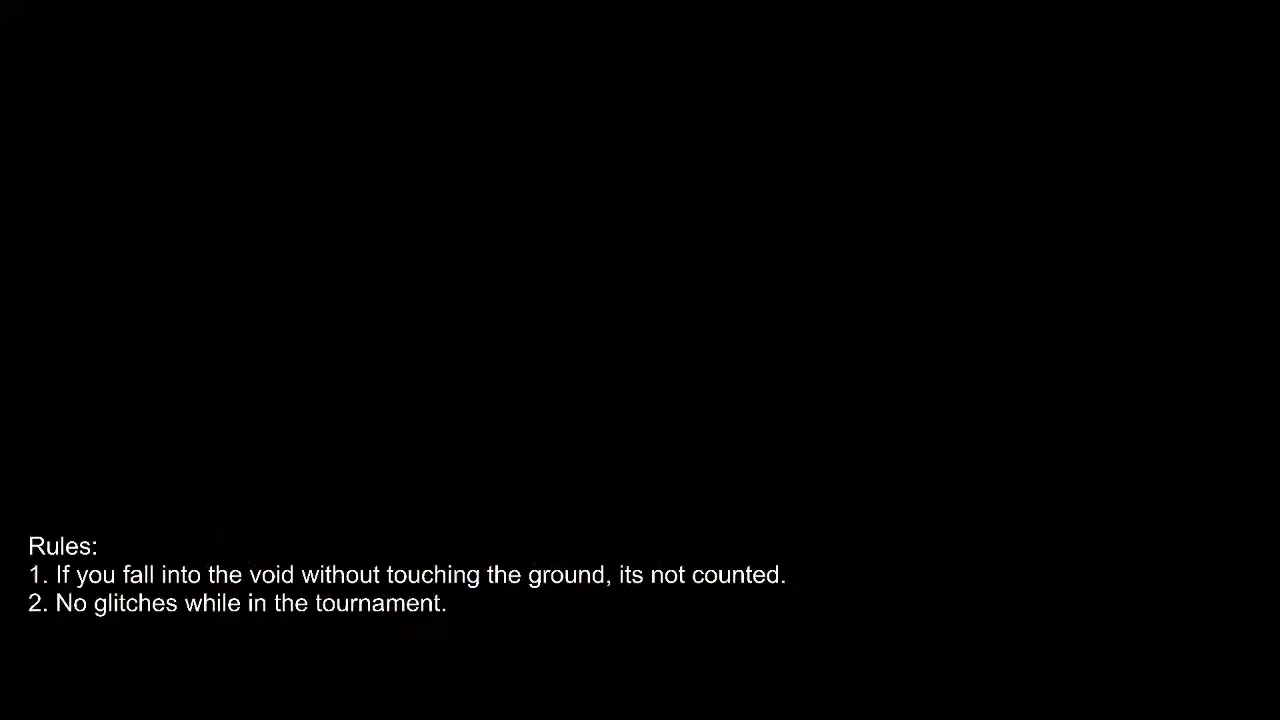 Rules:
1. If you fall into the void without touching the ground, its not counted.
2. No glitches while in the tournament.